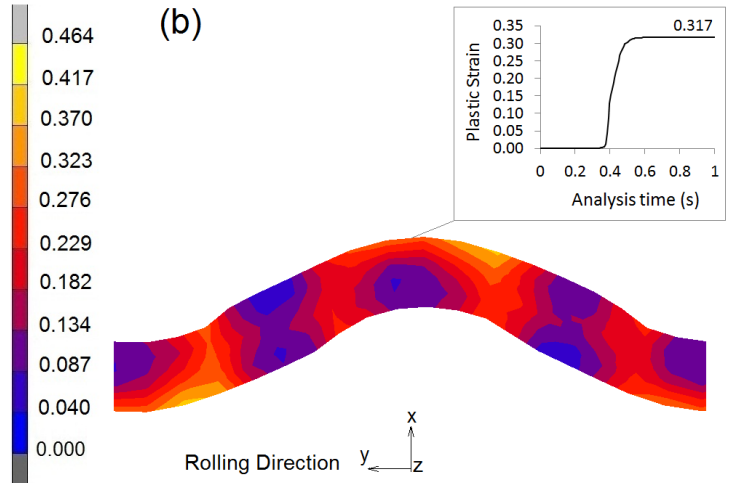 (b)
0.464
0.417
0.370
0.323
0.276
0.229
0.182
0.134
0.087
0.040
0.000
0.35
0.30
0.25
0.20
0.15
0.10
0.05
0.00
Plastic Strain
0.317
0 0.2 0.4 0.6 0.8 1
Analysis time (s)
x
y
z
Rolling Direction